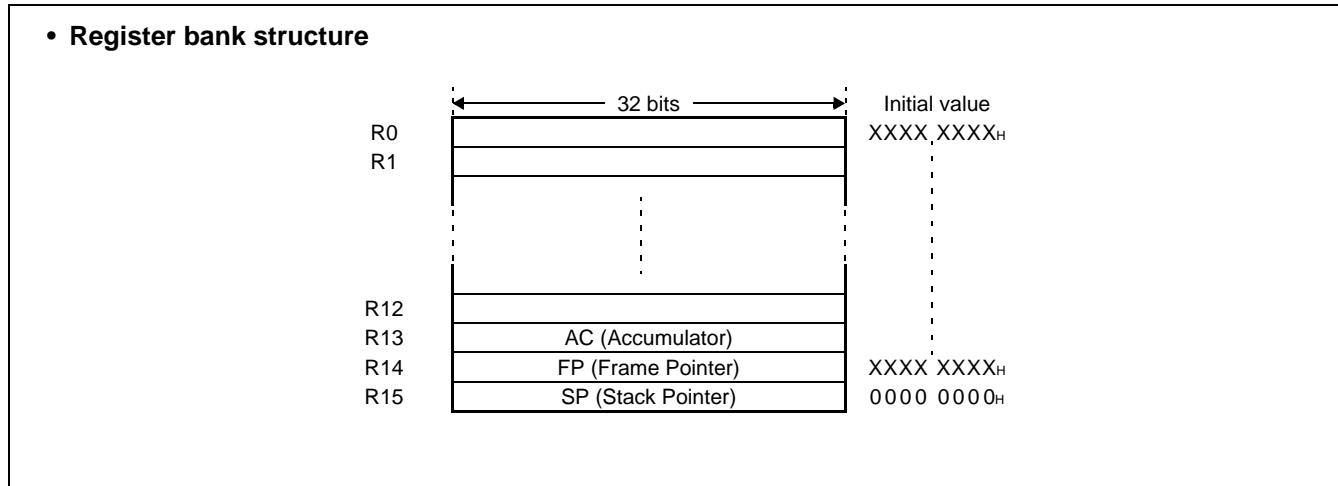 • Register bank structure
32 bits Initial value
R0 XXXX XXXXH
R1
R12
R13 AC (Accumulator)
R14 FP (Frame Pointer) XXXX XXXXH
R15 SP (Stack Pointer) 0000 0000H